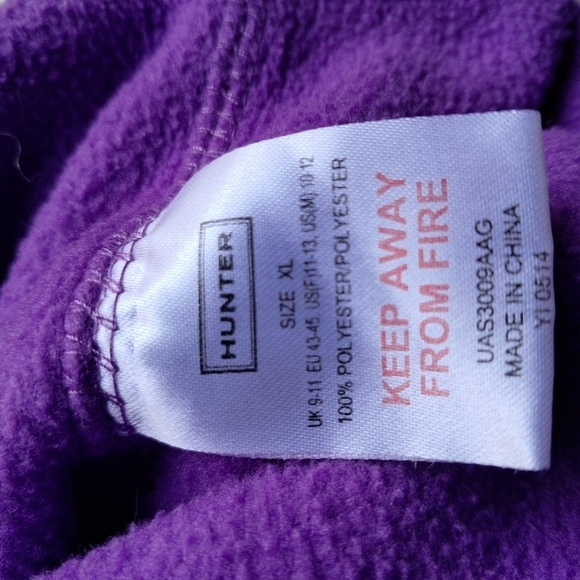 HUNTER
SIZE XL
UK 9-11 EU 43-45, US(F)11-13, US(M) 10-12
100% POLYESTER/POLYESTER
KEEP AWAY
FROM FIRE
UAS3009AAG
MADE IN CHINA
YI 0514